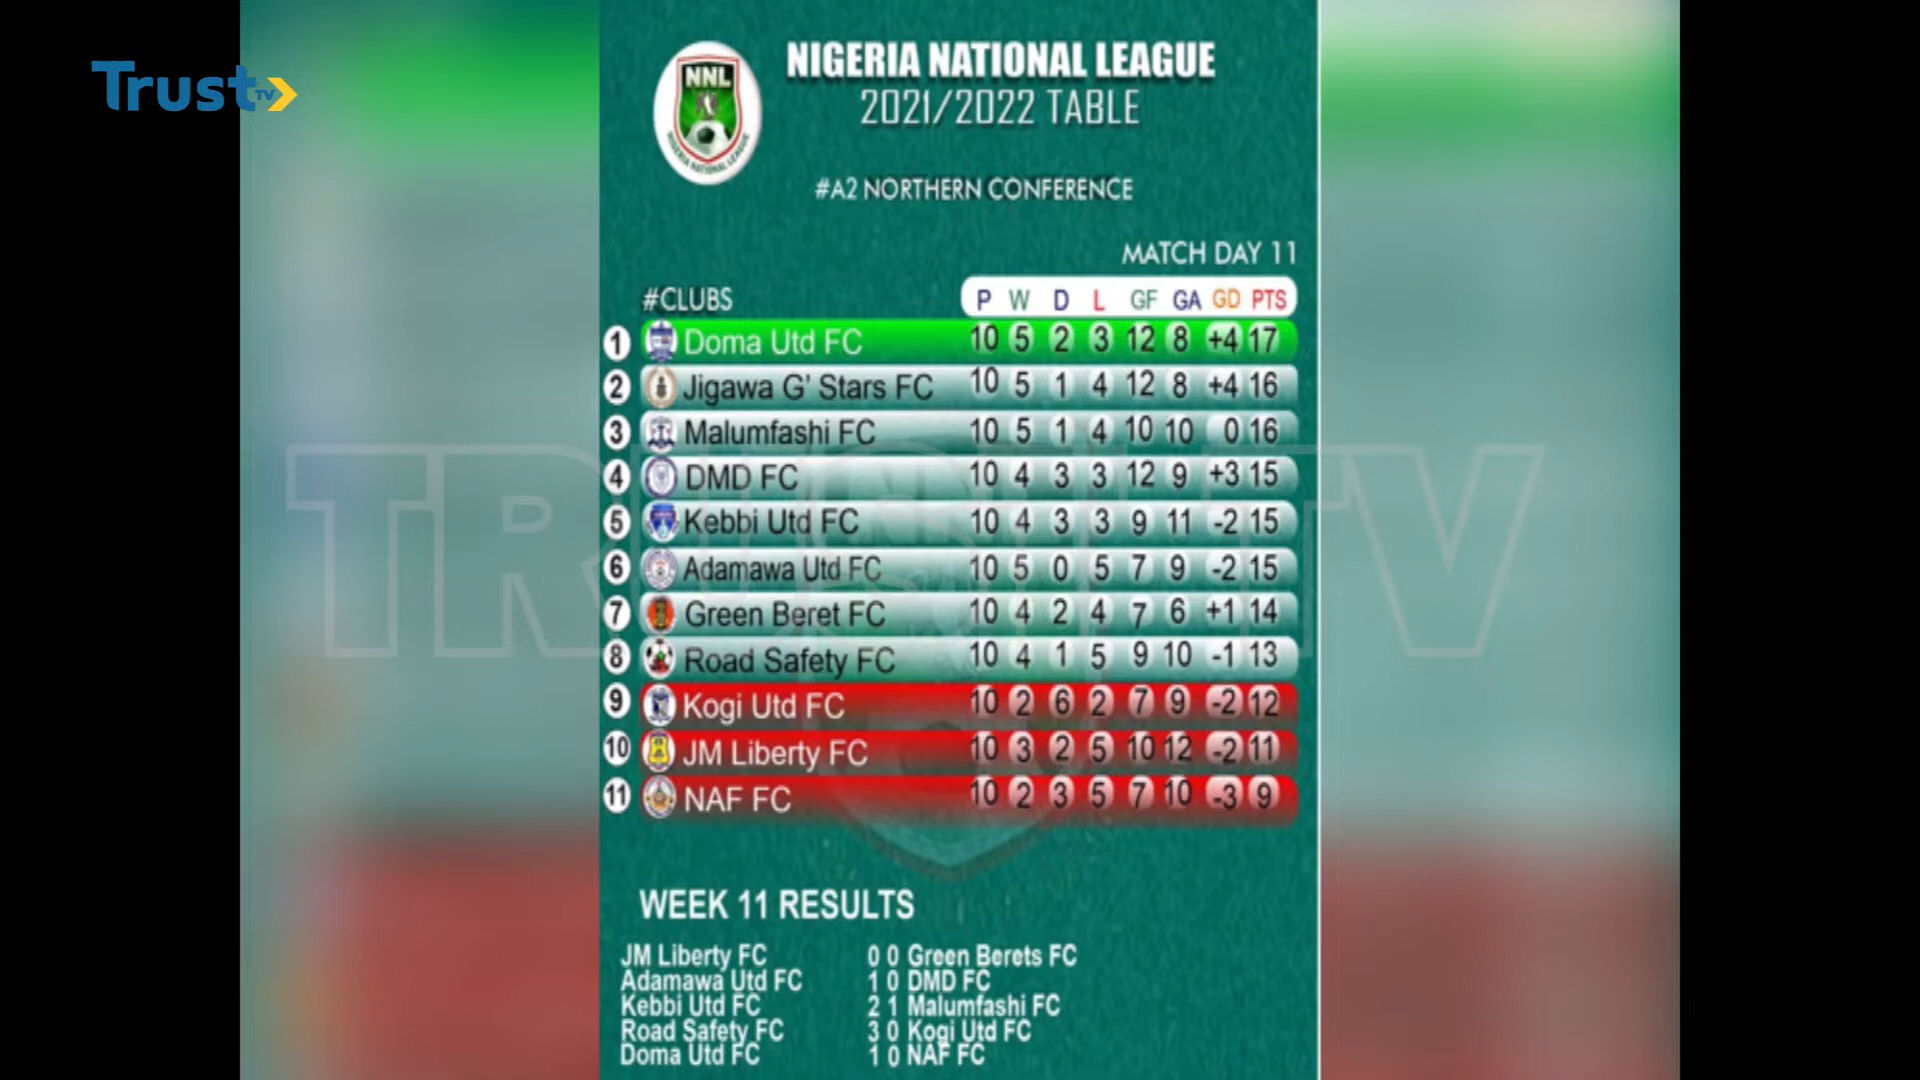 Trust TV
NNL
NIGERIA NATIONAL LEAGUE
NIGERIA NATIONAL LEAGUE
2021/2022 TABLE
#A2 NORTHERN CONFERENCE
MATCH DAY 11
#CLUBS P W D L GF GA GD PTS
1 Doma Utd FC 10 5 2 3 12 8 +4 17
2 Jigawa G' Stars FC 10 5 1 4 12 8 +4 16
3 Malumfashi FC 10 5 1 4 10 10 0 16
4 DMD FC 10 4 3 3 12 9 +3 15
5 Kebbi Utd FC 10 4 3 3 9 11 -2 15
6 Adamawa Utd FC 10 5 0 5 7 9 -2 15
7 Green Beret FC 10 4 2 4 7 6 +1 14
8 Road Safety FC 10 4 1 5 9 10 -1 13
9 Kogi Utd FC 10 2 6 2 7 9 -2 12
10 JM Liberty FC 10 3 2 5 10 12 -2 11
11 NAF FC 10 2 3 5 7 10 -3 9
TRUST TV
WEEK 11 RESULTS
JM Liberty FC 0 0 Green Berets FC
Adamawa Utd FC 1 0 DMD FC
Kebbi Utd FC 2 1 Malumfashi FC
Road Safety FC 3 0 Kogi Utd FC
Doma Utd FC 1 0 NAF FC